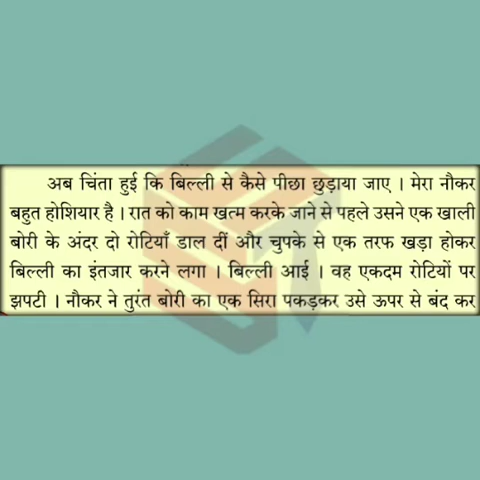 अब चिंता हुई कि बिल्ली से कैसे पीछा छुड़ाया जाए । मेरा नौकर
बहुत होशियार है । रात को काम खत्म करके जाने से पहले उसने एक खाली
बोरी के अंदर दो रोटियाँ डाल दीं और चुपके से एक तरफ खड़ा होकर
बिल्ली का इंतजार करने लगा । बिल्ली आई । वह एकदम रोटियों पर
झपटी । नौकर ने तुरंत बोरी का एक सिरा पकड़कर उसे ऊपर से बंद कर